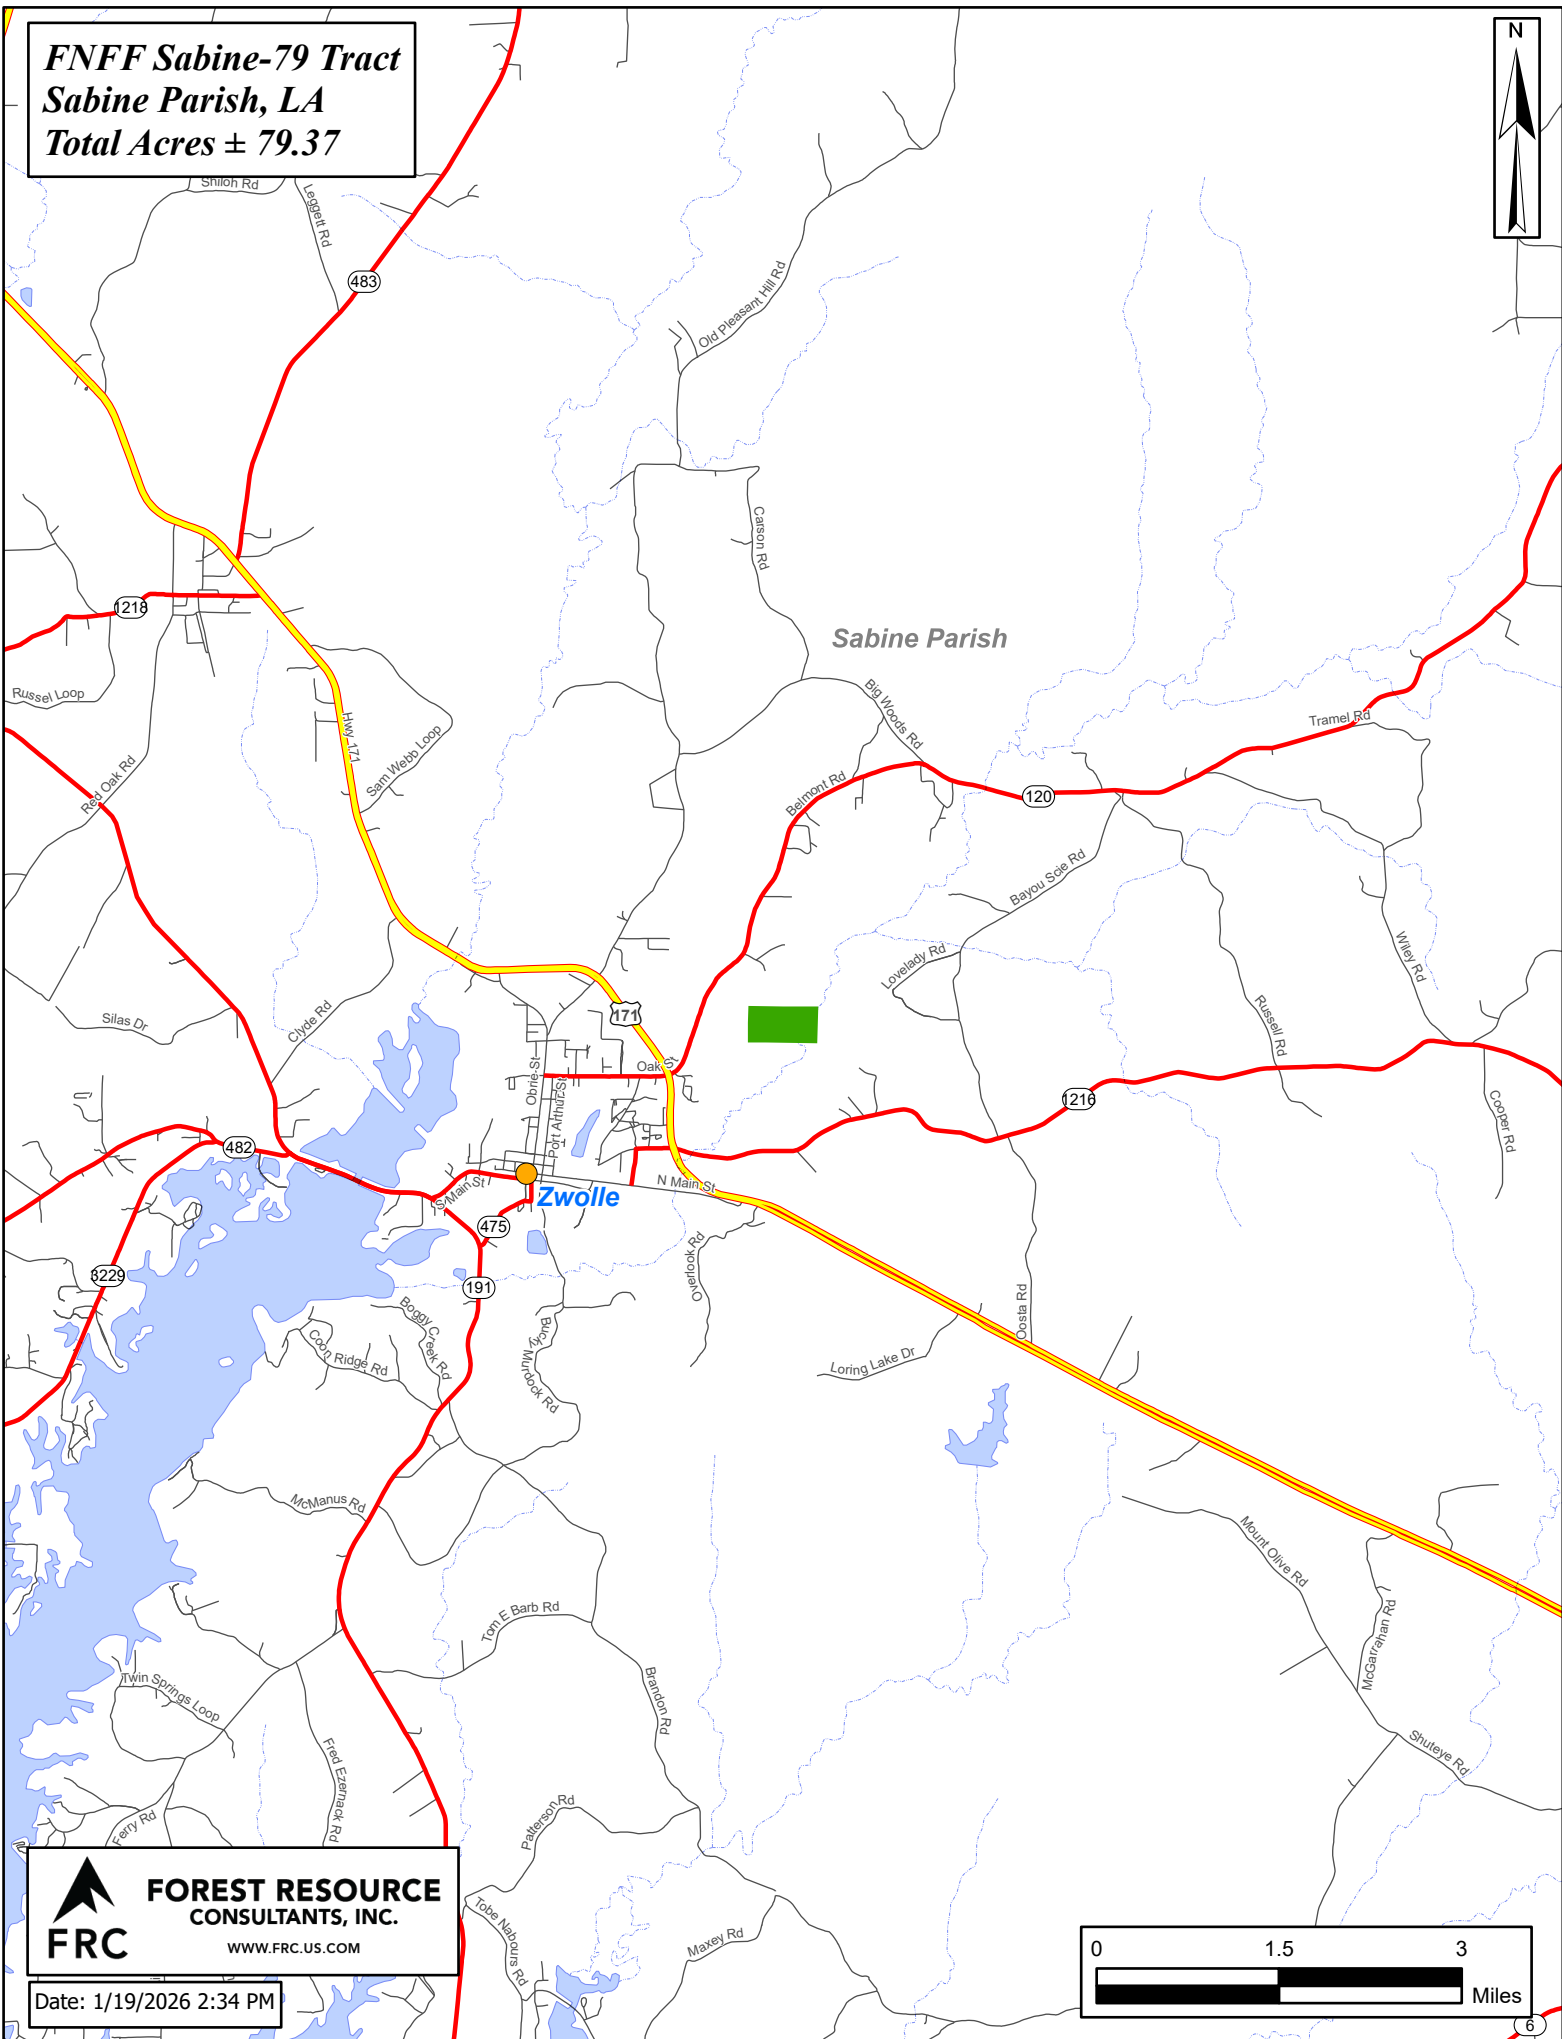 FNFF Sabine-79 Tract
Sabine Parish, LA
Total Acres ± 79.37
N
Shiloh Rd
Leggett Rd
483
Old Pleasant Hill Rd
Carson Rd
1218
Sabine Parish
Russel Loop
Hwy 171
Sam Webb Loop
Big Woods Rd
Tramel Rd
Red Oak Rd
Belmont Rd
120
Bayou Scie Rd
Lovelady Rd
Wiley Rd
Silas Dr
Clyde Rd
171
Russell Rd
Oak St
Obrie St
Port Arthur St
1216
Cooper Rd
482
S Main St
N Main St
Zwolle
475
3229
191
Overlook Rd
Oosta Rd
Boggy Creek Rd
Coon Ridge Rd
Bucky Murdock Rd
Loring Lake Dr
McManus Rd
Mount Olive Rd
Tom E Barb Rd
McGarrahan Rd
Twin Springs Loop
Brandon Rd
Fred Ezernack Rd
Shuteye Rd
Ferry Rd
Patterson Rd
Tobe Nabours Rd
Maxey Rd
FRC
FOREST RESOURCE
CONSULTANTS, INC.
WWW.FRC.US.COM
Date: 1/19/2026 2:34 PM
0 1.5 3
Miles
6